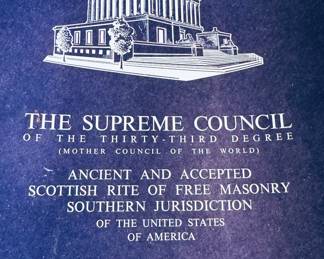 THE SUPREME COUNCIL
OF THE THIRTY-THIRD DEGREE
(MOTHER COUNCIL OF THE WORLD)
ANCIENT AND ACCEPTED
SCOTTISH RITE OF FREE MASONRY
SOUTHERN JURISDICTION
OF THE UNITED STATES
OF AMERICA